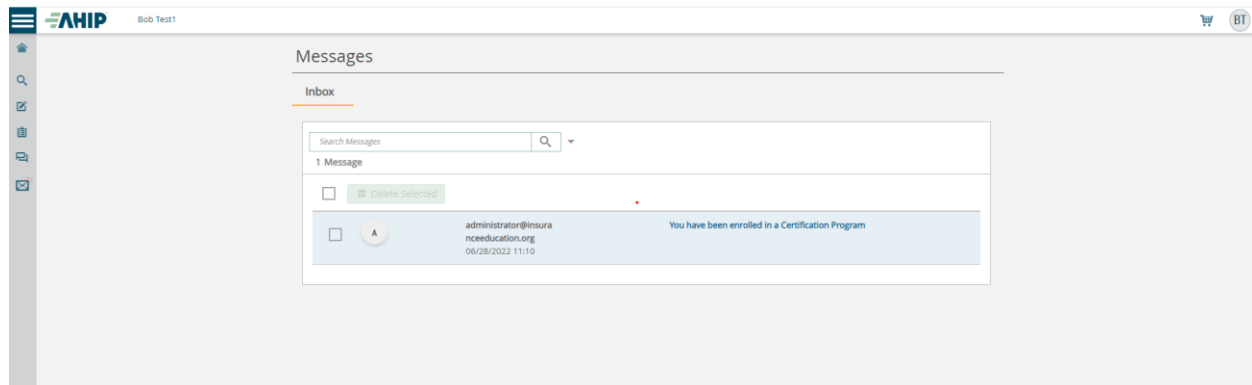 AHIP
Bob Test1
BT
Messages
Inbox
Search Messages
1 Message
Delete Selected
A
administrator@insura
nceeducation.org
06/28/2022 11:10
You have been enrolled in a Certification Program